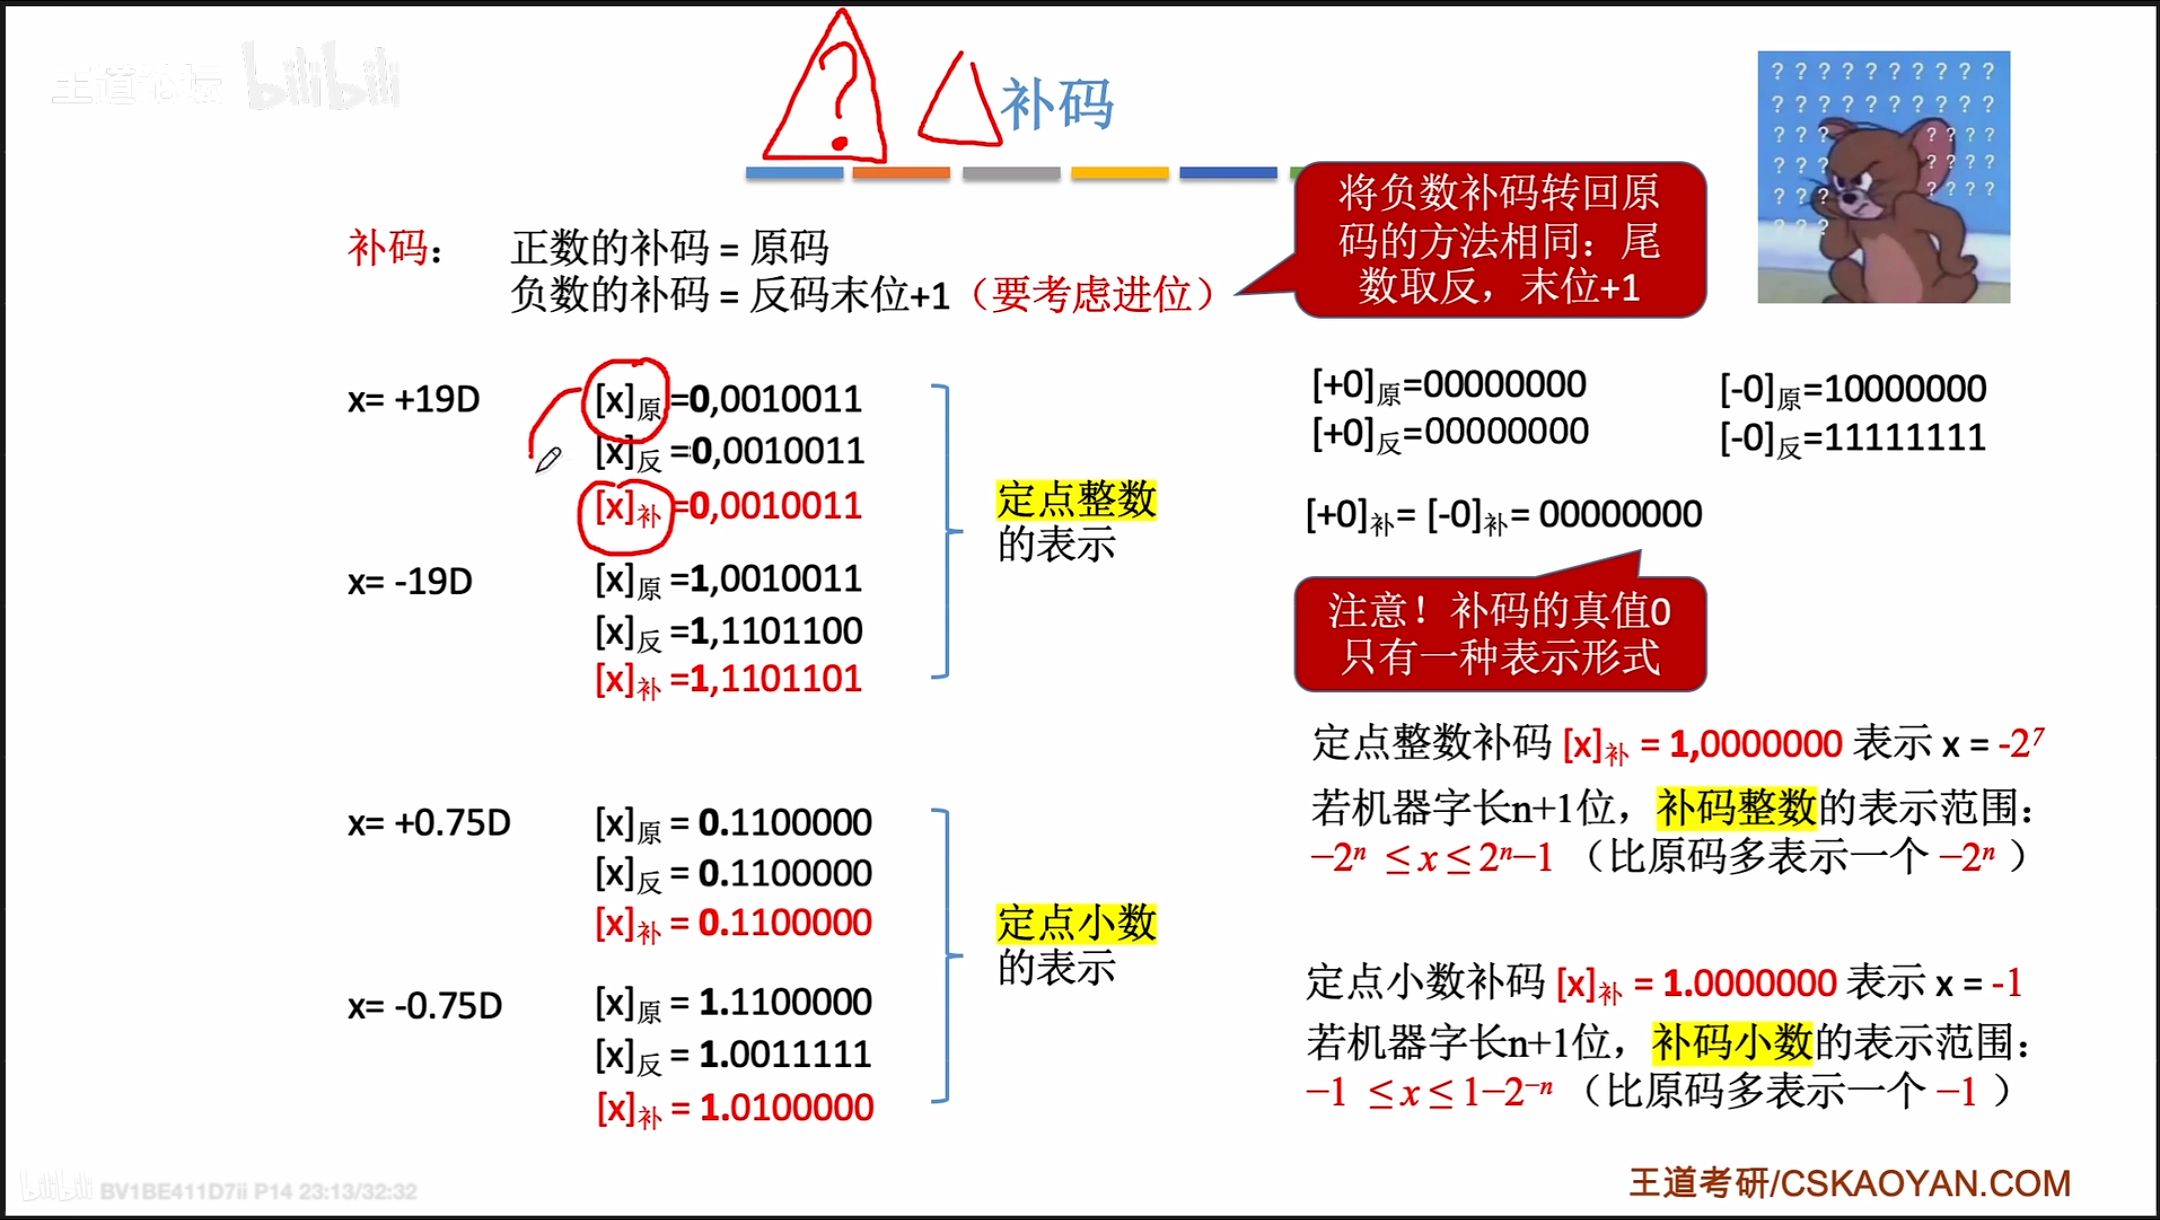 王道论坛 bilibili
?
补码
? ? ? ? ? ? ? ? ? ?
? ? ? ? ? ? ? ? ? ?
? ? ? ? ? ? ?
? ? ? ? ? ? ?
? ? ? ? ? ? ?
? ? ?
将负数补码转回原
码的方法相同：尾
数取反，末位+1
补码： 正数的补码 = 原码
负数的补码 = 反码末位+1（要考虑进位）
x= +19D [x]原=0,0010011
[x]反 =0,0010011
[x]补=0,0010011
x= -19D [x]原 =1,0010011
[x]反 =1,1101100
[x]补 =1,1101101
定点整数
的表示
x= +0.75D [x]原 = 0.1100000
[x]反 = 0.1100000
[x]补 = 0.1100000
x= -0.75D [x]原 = 1.1100000
[x]反 = 1.0011111
[x]补 = 1.0100000
定点小数
的表示
[+0]原=00000000 [-0]原=10000000
[+0]反=00000000 [-0]反=11111111
[+0]补= [-0]补= 00000000
注意！补码的真值0
只有一种表示形式
定点整数补码 [x]补 = 1,0000000 表示 x = -2⁷
若机器字长n+1位，补码整数的表示范围：
−2ⁿ ≤ x ≤ 2ⁿ−1 （比原码多表示一个 −2ⁿ ）
定点小数补码 [x]补 = 1.0000000 表示 x = -1
若机器字长n+1位，补码小数的表示范围：
−1 ≤ x ≤ 1−2⁻ⁿ （比原码多表示一个 −1 ）
bilibili BV1BE411D7ii P14 23:13/32:32
王道考研/CSKAOYAN.COM